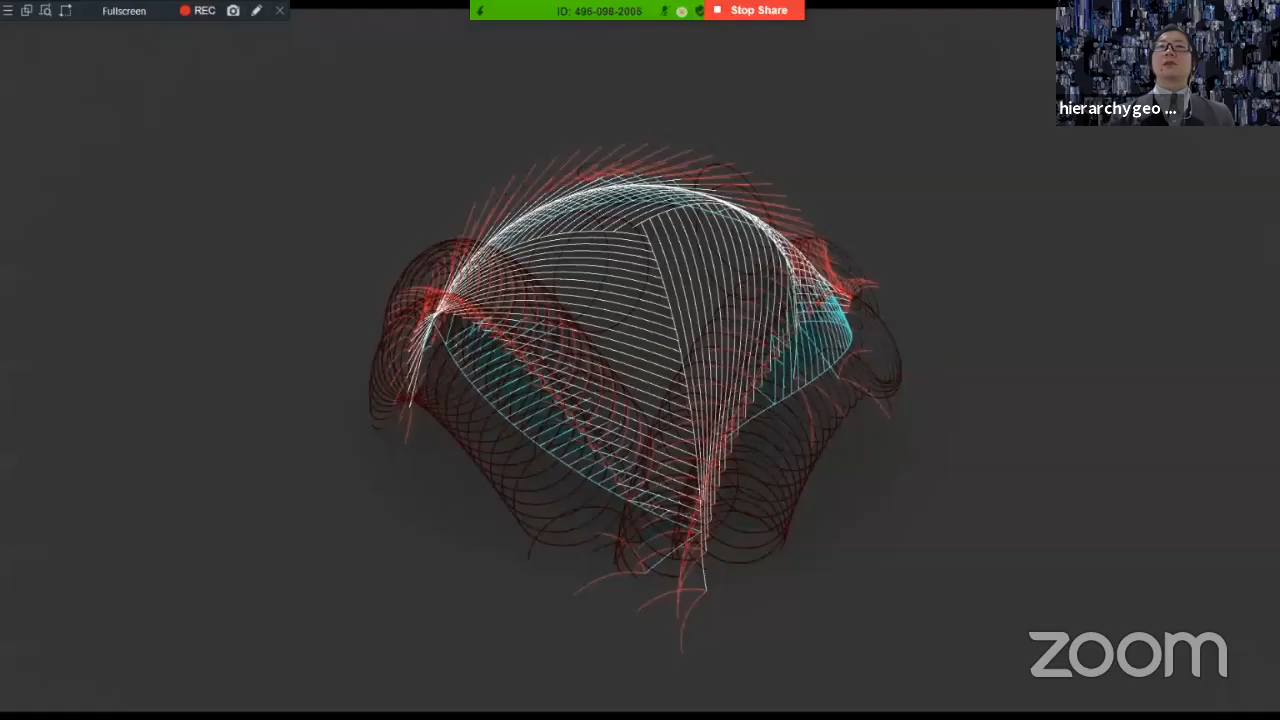 Fullscreen
REC
ID: 496-098-2005
Stop Share
hierarchygeo ...
zoom